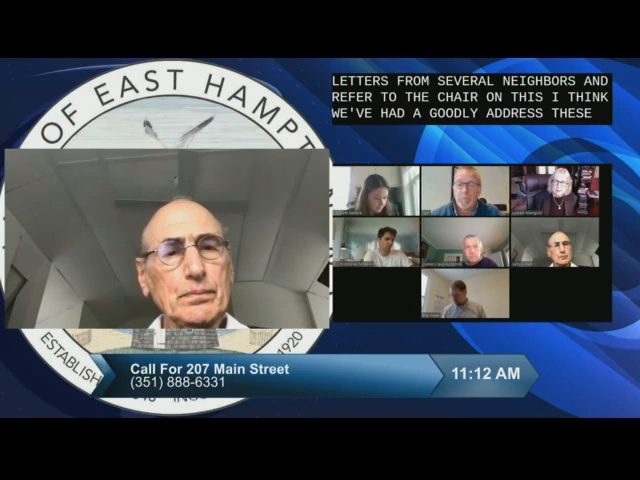 LETTERS FROM SEVERAL NEIGHBORS AND
REFER TO THE CHAIR ON THIS I THINK
WE'VE HAD A GOODLY ADDRESS THESE
OF EAST HAMPT
ESTABLISH
1920
Call For 207 Main Street
(351) 888-6331
11:12 AM